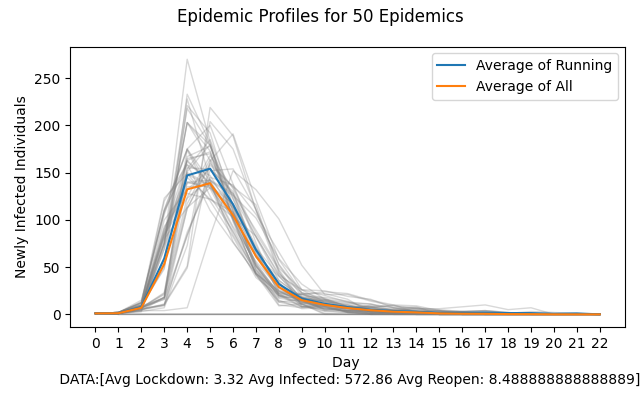 Epidemic Profiles for 50 Epidemics
Average of Running
Average of All
Newly Infected Individuals
250
200
150
100
50
0
0 1 2 3 4 5 6 7 8 9 10 11 12 13 14 15 16 17 18 19 20 21 22
Day
DATA:[Avg Lockdown: 3.32 Avg Infected: 572.86 Avg Reopen: 8.488888888888889]